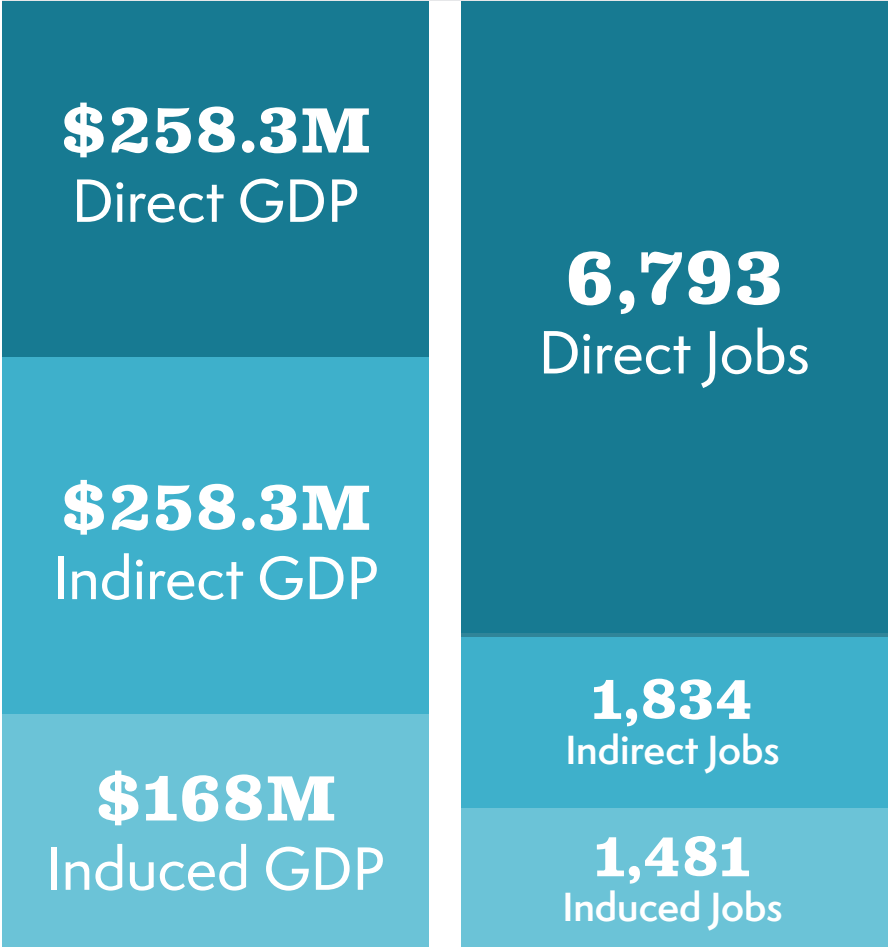 $258.3M
Direct GDP
$258.3M
Indirect GDP
$168M
Induced GDP
6,793
Direct Jobs
1,834
Indirect Jobs
1,481
Induced Jobs